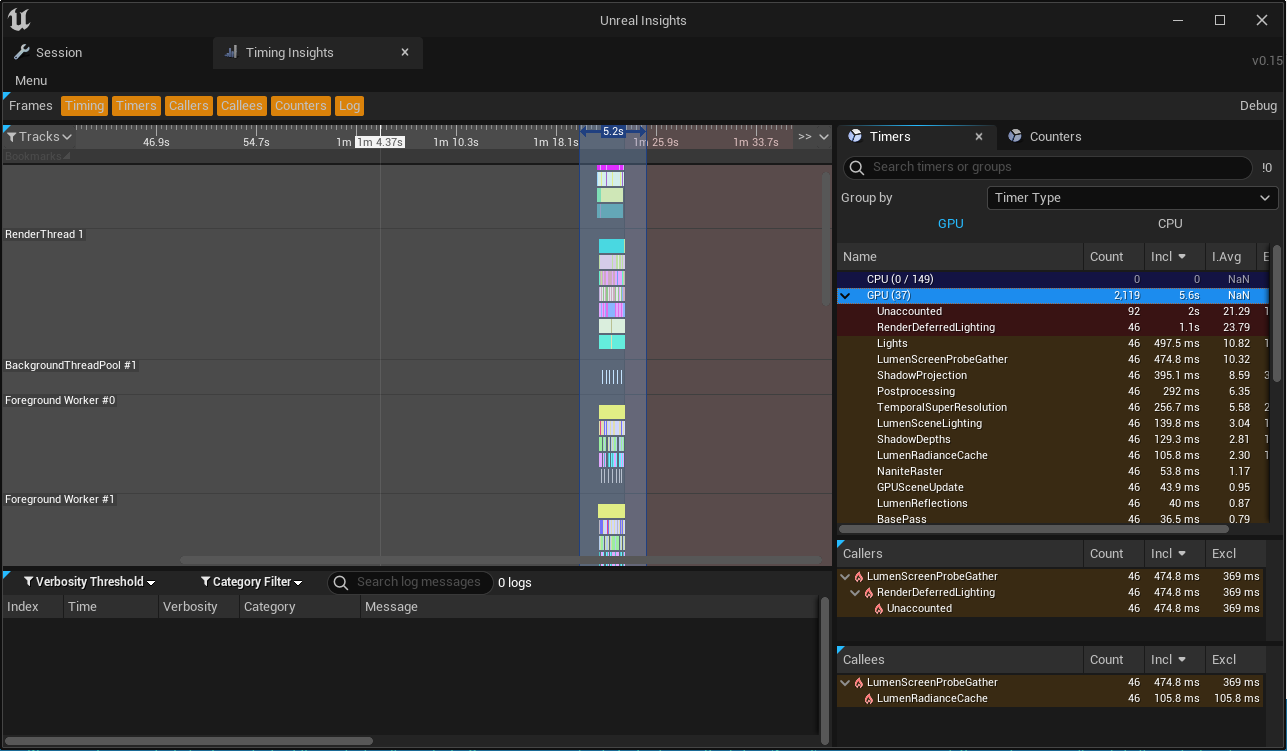 Unreal Insights
Session
Timing Insights
v0.15
Menu
Frames Timing Timers Callers Callees Counters Log Debug
Tracks 46.9s 54.7s 1m 1m 4.37s 1m 10.3s 1m 18.1s 5.2s 1m 25.9s 1m 33.7s >>
Bookmarks
RenderThread 1
BackgroundThreadPool #1
Foreground Worker #0
Foreground Worker #1
Verbosity Threshold Category Filter Search log messages 0 logs
Index Time Verbosity Category Message
Timers Counters
Search timers or groups !0
Group by Timer Type
GPU CPU
Name Count Incl I.Avg E
CPU (0 / 149) 0 0 NaN
GPU (37) 2,119 5.6s NaN
Unaccounted 92 2s 21.29 1
RenderDeferredLighting 46 1.1s 23.79
Lights 46 497.5 ms 10.82 1
LumenScreenProbeGather 46 474.8 ms 10.32
ShadowProjection 46 395.1 ms 8.59 3
Postprocessing 46 292 ms 6.35
TemporalSuperResolution 46 256.7 ms 5.58 2
LumenSceneLighting 46 139.8 ms 3.04 1
ShadowDepths 46 129.3 ms 2.81 1
LumenRadianceCache 46 105.8 ms 2.30 1
NaniteRaster 46 53.8 ms 1.17
GPUSceneUpdate 46 43.9 ms 0.95
LumenReflections 46 40 ms 0.87
BasePass 46 36.5 ms 0.79
Callers Count Incl Excl
LumenScreenProbeGather 46 474.8 ms 369 ms
RenderDeferredLighting 46 474.8 ms 369 ms
Unaccounted 46 474.8 ms 369 ms
Callees Count Incl Excl
LumenScreenProbeGather 46 474.8 ms 369 ms
LumenRadianceCache 46 105.8 ms 105.8 ms